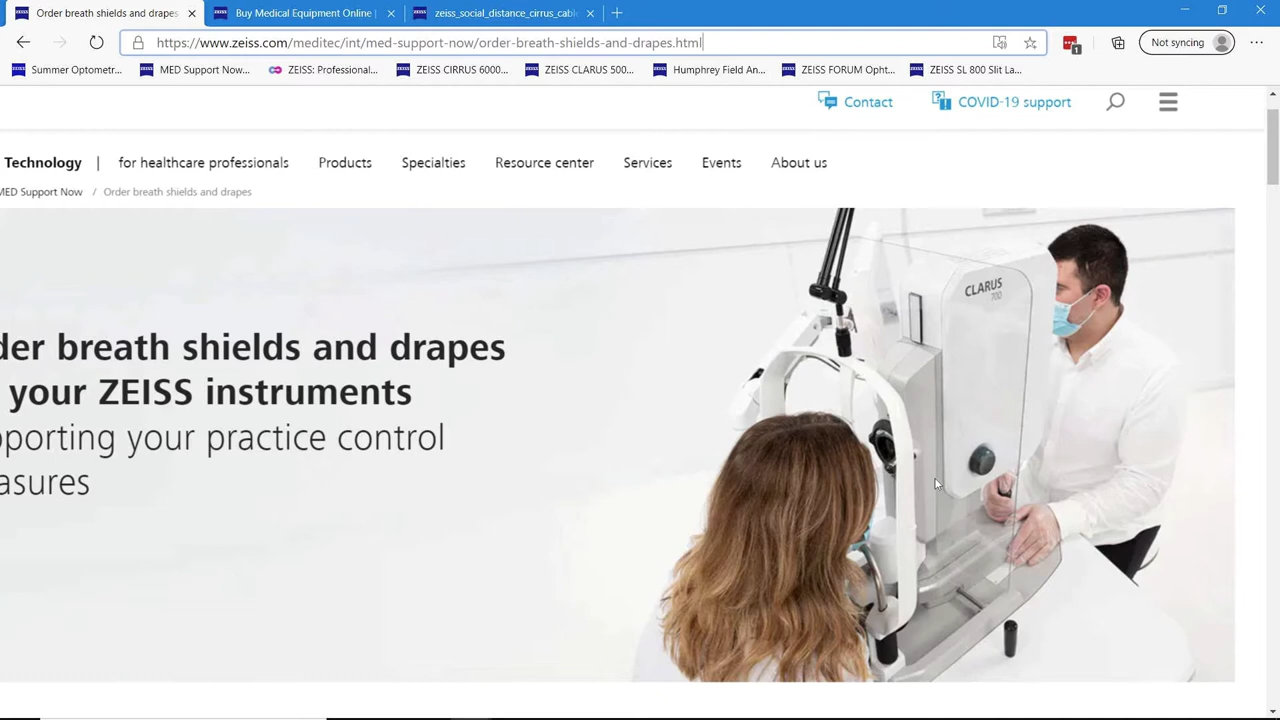 Order breath shields and drapes
Buy Medical Equipment Online |
zeiss_social_distance_cirrus_cabl
https://www.zeiss.com/meditec/int/med-support-now/order-breath-shields-and-drapes.html
1
Not syncing
Summer Optometr...
MED Support Now...
ZEISS: Professional...
ZEISS CIRRUS 6000...
ZEISS CLARUS 500...
Humphrey Field An...
ZEISS FORUM Opht...
ZEISS SL 800 Slit La...
Contact
COVID-19 support
Technology | for healthcare professionals Products Specialties Resource center Services Events About us
MED Support Now / Order breath shields and drapes
der breath shields and drapes
your ZEISS instruments
pporting your practice control
asures
CLARUS
700